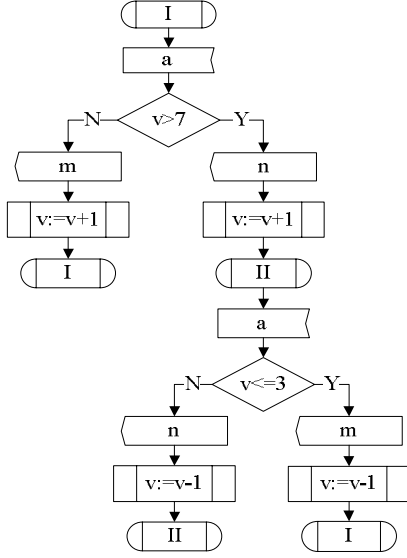 I
a
N v>7 Y
m n
v:=v+1 v:=v+1
I II
a
N v<=3 Y
n m
v:=v-1 v:=v-1
II I